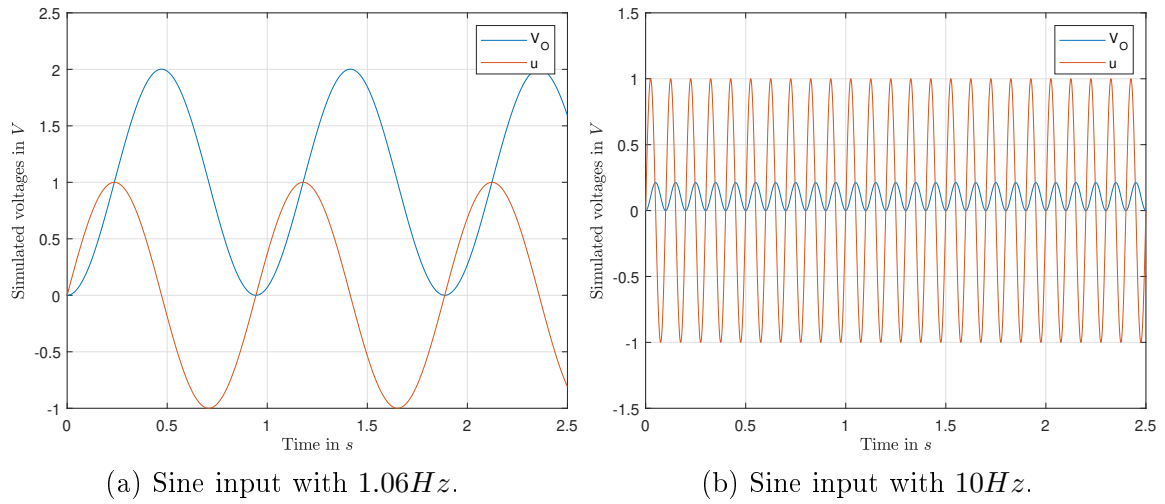 2.5
2
1.5
1
0.5
0
-0.5
-1
0
0.5
1
1.5
2
2.5
Simulated voltages in V
Time in s
V_O
u
1.5
1
0.5
0
-0.5
-1
-1.5
0
0.5
1
1.5
2
2.5
Simulated voltages in V
Time in s
V_O
u
(a) Sine input with 1.06Hz.
(b) Sine input with 10Hz.